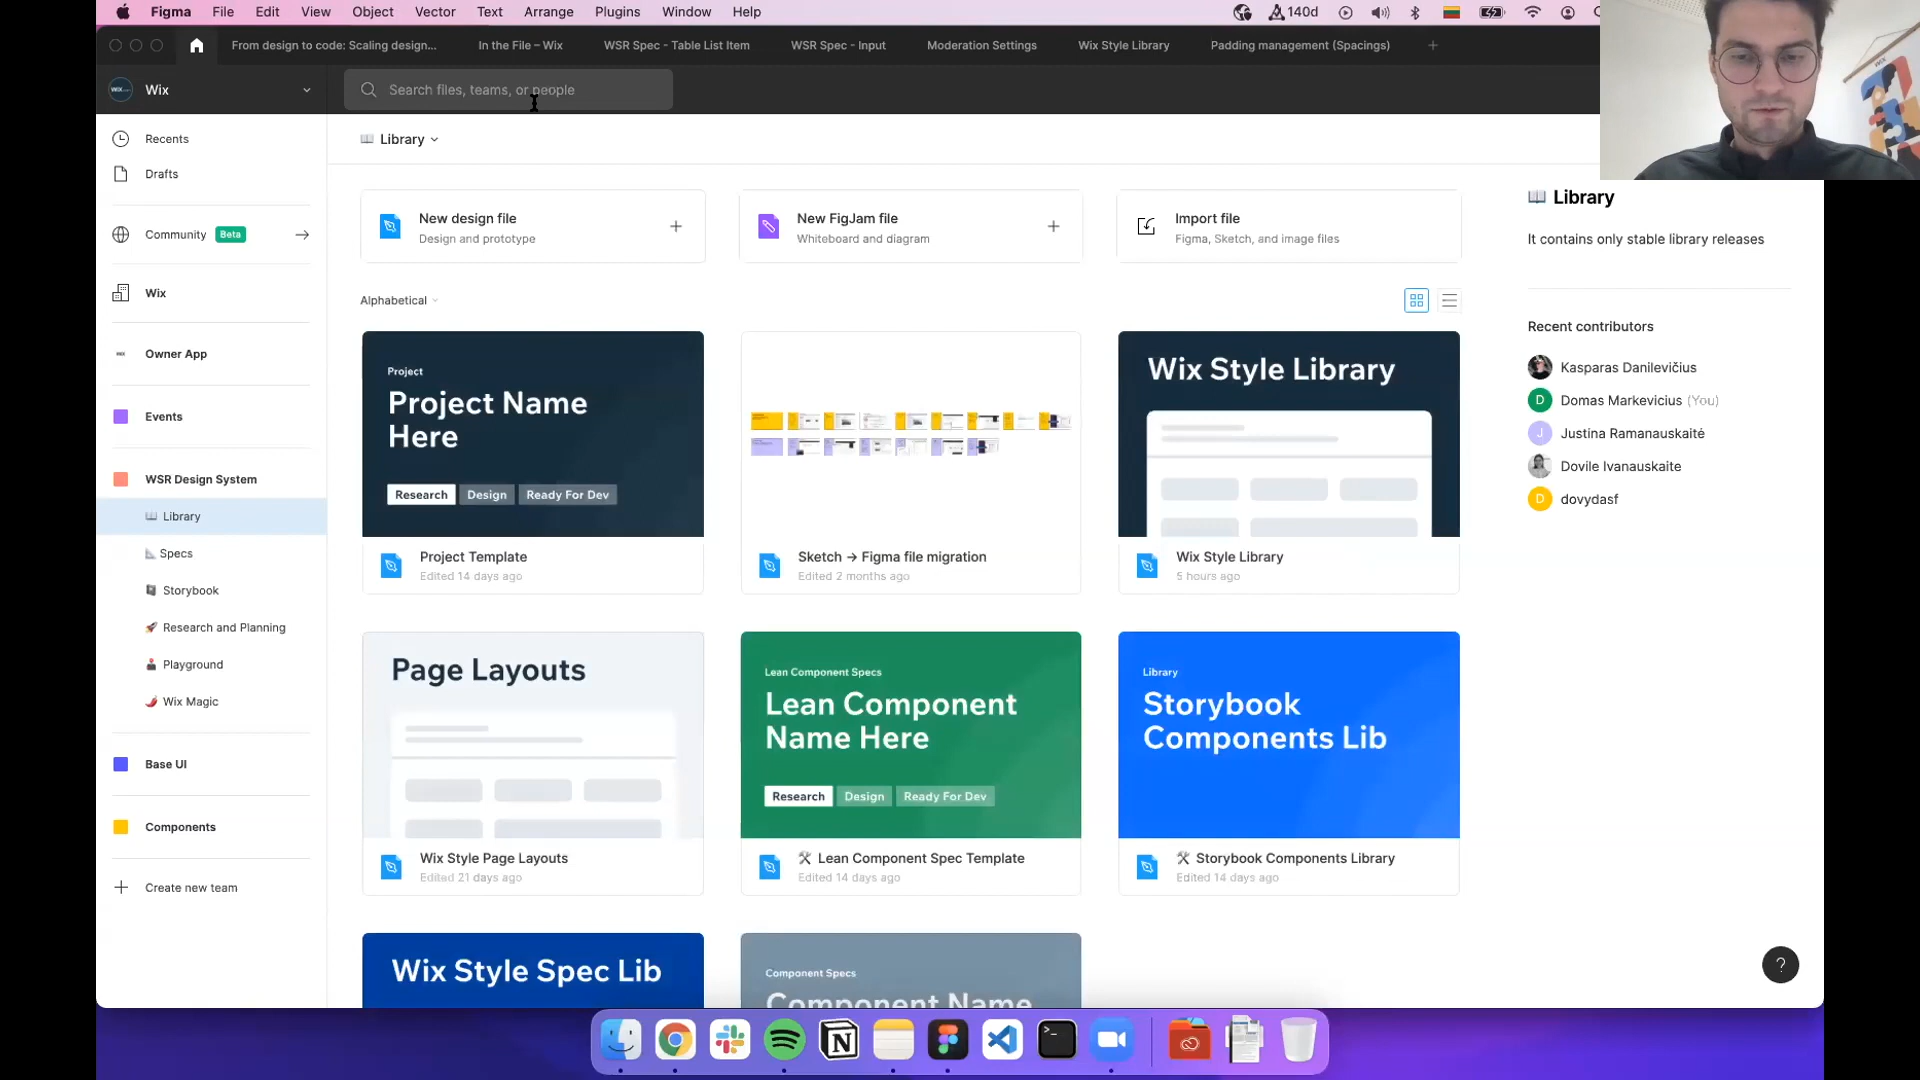 Figma File Edit View Object Vector Text Arrange Plugins Window Help 140d
From design to code: Scaling design... In the File – Wix WSR Spec - Table List Item WSR Spec - Input Moderation Settings Wix Style Library Padding management (Spacings)
Wix
Search files, teams, or people
Recents
Drafts
Community Beta
Wix
Owner App
Events
WSR Design System
Library
Specs
Storybook
Research and Planning
Playground
Wix Magic
Base UI
Components
Create new team
Library
New design file
Design and prototype
New FigJam file
Whiteboard and diagram
Import file
Figma, Sketch, and image files
Alphabetical
Project
Project Name
Here
Research Design Ready For Dev
Project Template
Edited 14 days ago
Sketch → Figma file migration
Edited 2 months ago
Wix Style Library
Wix Style Library
5 hours ago
Page Layouts
Wix Style Page Layouts
Edited 21 days ago
Lean Component Specs
Lean Component
Name Here
Research Design Ready For Dev
Lean Component Spec Template
Edited 14 days ago
Library
Storybook
Components Lib
Storybook Components Library
Edited 14 days ago
Wix Style Spec Lib
Component Specs
Component Name
Library
It contains only stable library releases
Recent contributors
Kasparas Danilevičius
D Domas Markevicius (You)
J Justina Ramanauskaitė
Dovile Ivanauskaite
D dovydasf
?